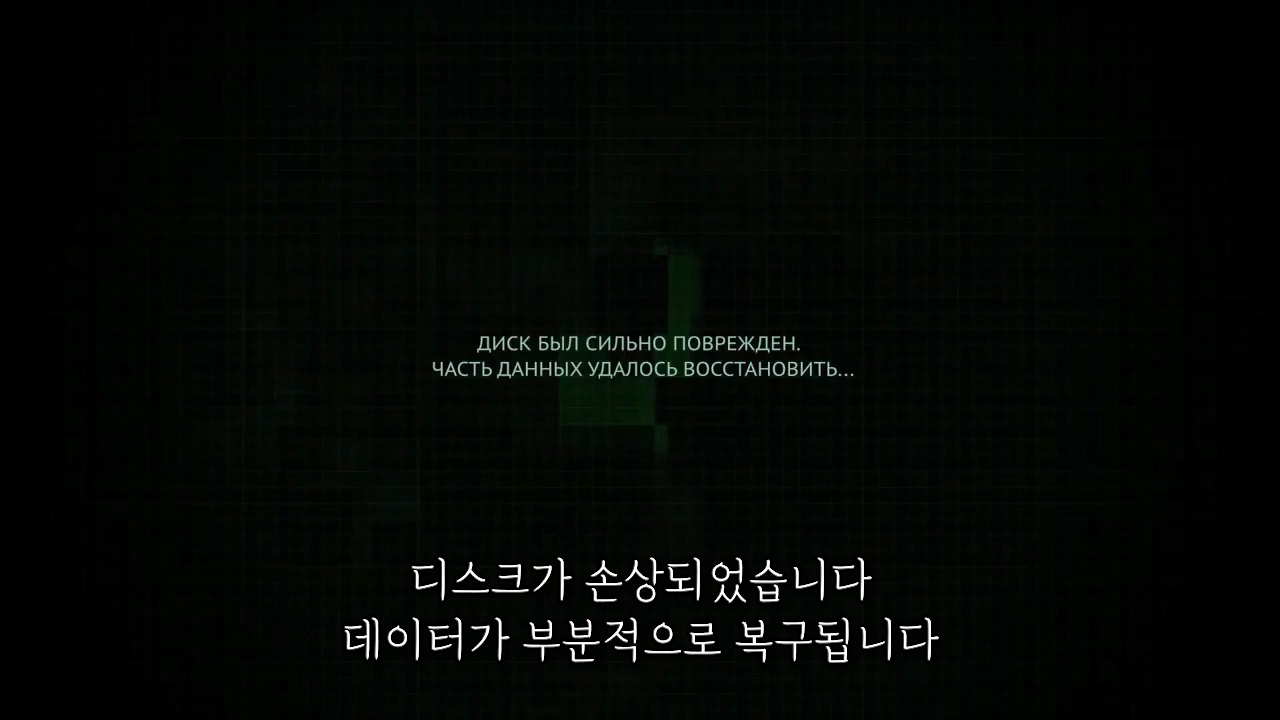 ДИСК БЫЛ СИЛЬНО ПОВРЕЖДЕН.
ЧАСТЬ ДАННЫХ УДАЛОСЬ ВОССТАНОВИТЬ...
디스크가 손상되었습니다
데이터가 부분적으로 복구됩니다